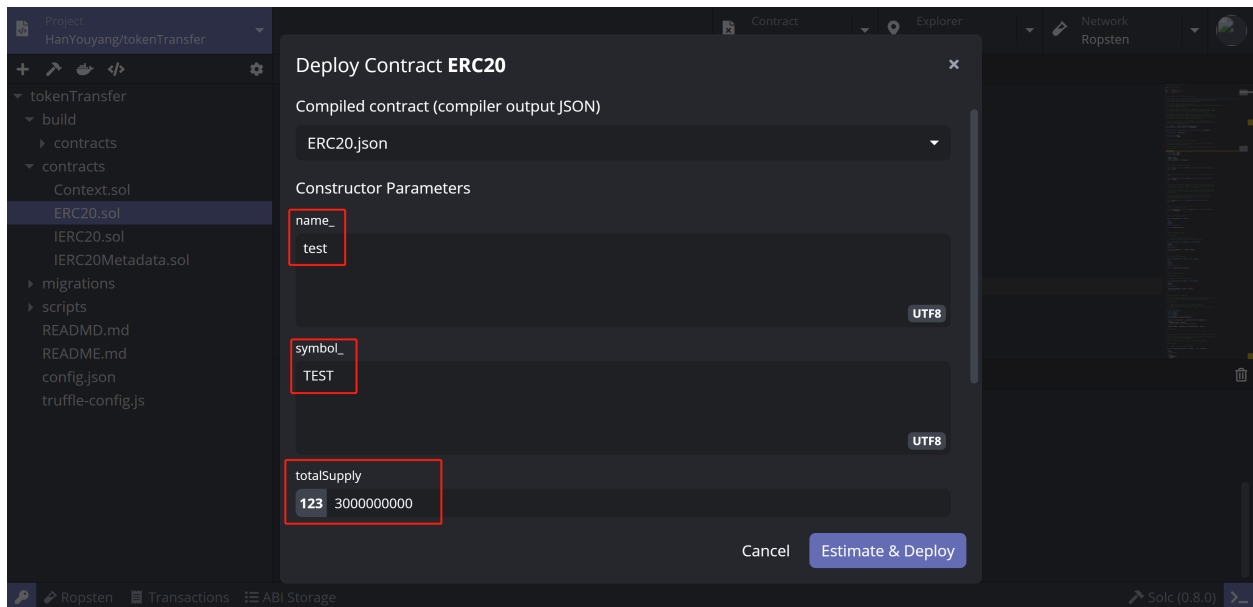 Project
HanYouyang/tokenTransfer
Contract
Explorer
Network
Ropsten
tokenTransfer
build
contracts
contracts
Context.sol
ERC20.sol
IERC20.sol
IERC20Metadata.sol
migrations
scripts
READMD.md
README.md
config.json
truffle-config.js
Deploy Contract ERC20
Compiled contract (compiler output JSON)
ERC20.json
Constructor Parameters
name_
test
UTF8
symbol_
TEST
UTF8
totalSupply
123 3000000000
Cancel Estimate & Deploy
Ropsten Transactions ABI Storage Solc (0.8.0)